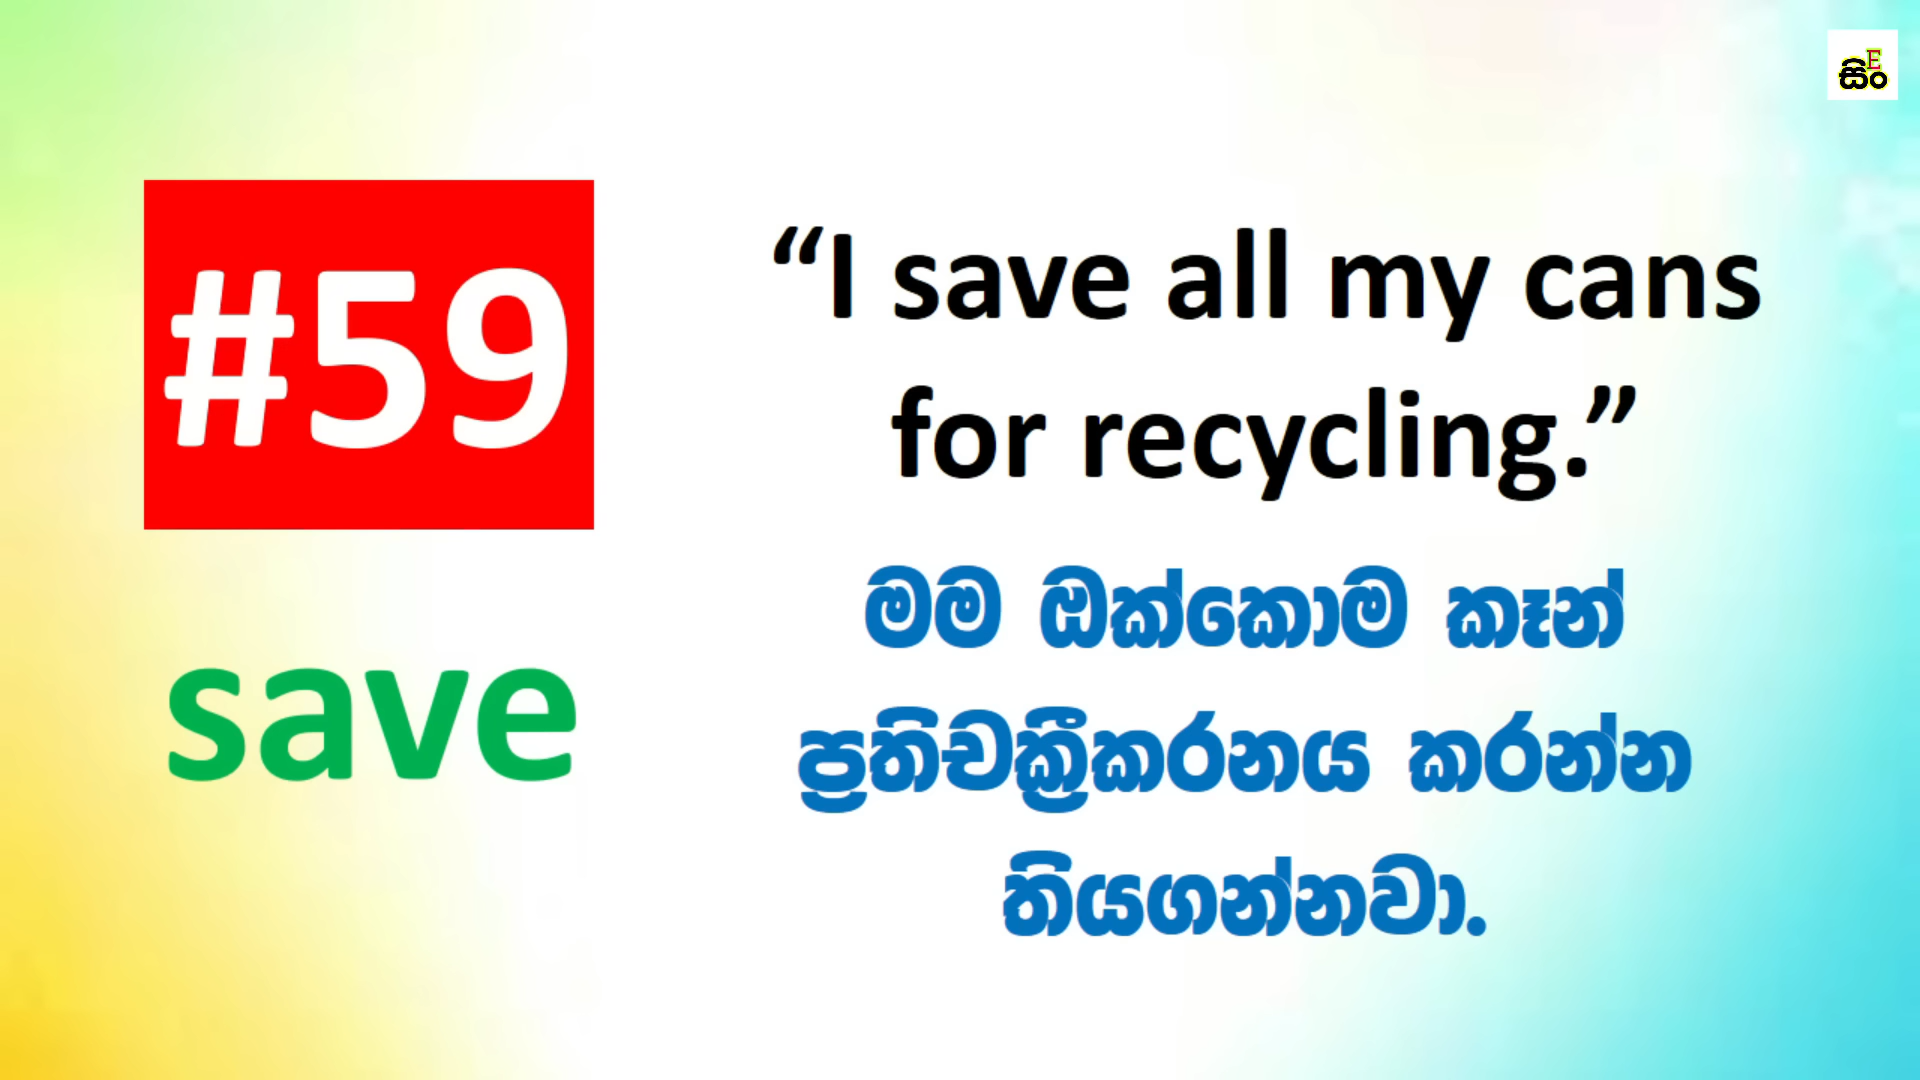 සිංE
#59
save
“I save all my cans
for recycling.”
මම ඔක්කොම කෑන්
ප්‍රතිචක්‍රීකරනය කරන්න
තියගන්නවා.